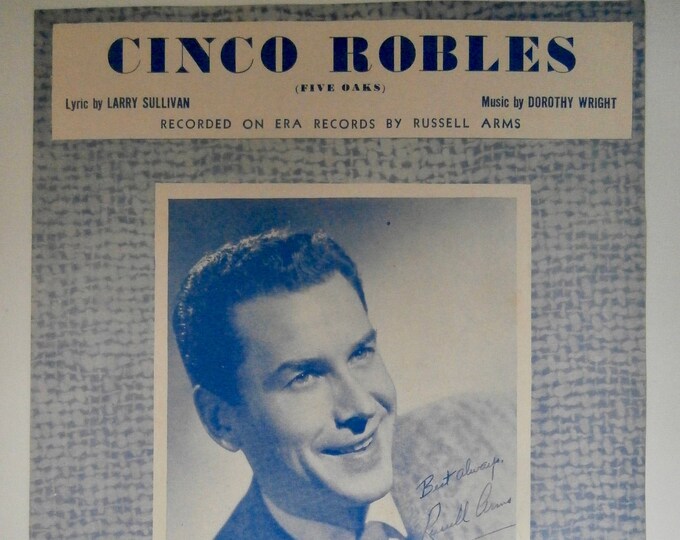 CINCO ROBLES
(FIVE OAKS)
Lyric by LARRY SULLIVAN Music by DOROTHY WRIGHT
RECORDED ON ERA RECORDS BY RUSSELL ARMS
Best always,
Russell Arms